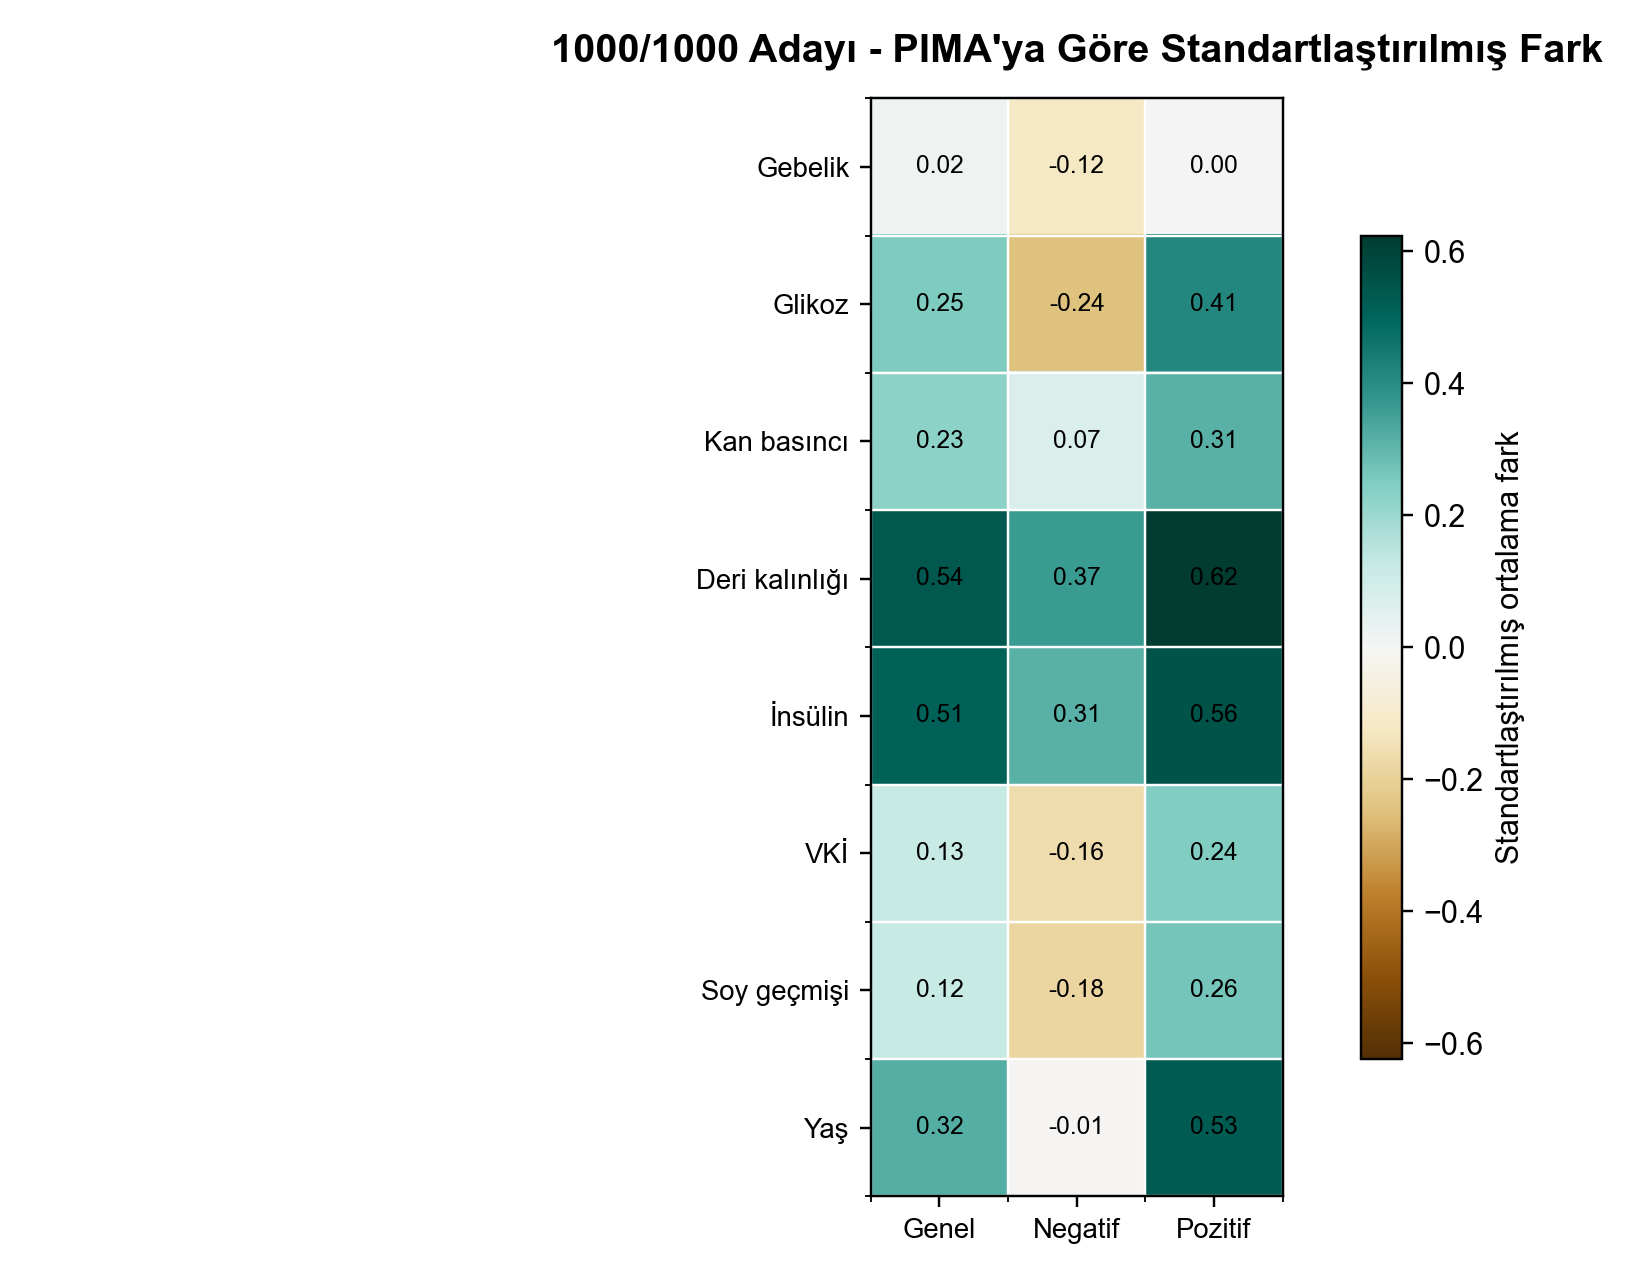 1000/1000 Adayı - PIMA'ya Göre Standartlaştırılmış Fark
Gebelik 0.02 -0.12 0.00
Glikoz 0.25 -0.24 0.41
Kan basıncı 0.23 0.07 0.31
Deri kalınlığı 0.54 0.37 0.62
İnsülin 0.51 0.31 0.56
VKİ 0.13 -0.16 0.24
Soy geçmişi 0.12 -0.18 0.26
Yaş 0.32 -0.01 0.53
Genel Negatif Pozitif
0.6
0.4
0.2
0.0
−0.2
−0.4
−0.6
Standartlaştırılmış ortalama fark